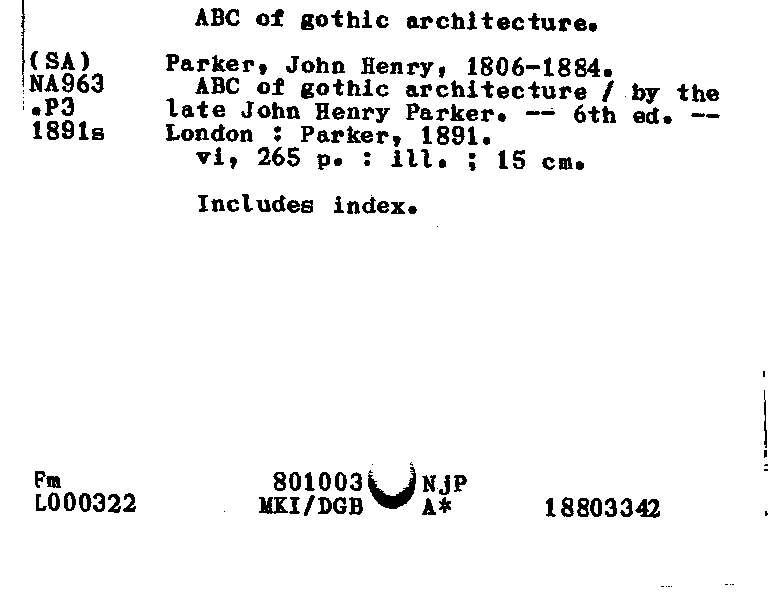 ABC of gothic architecture.
(SA) Parker, John Henry, 1806-1884.
NA963 ABC of gothic architecture / by the
.P3 late John Henry Parker. -- 6th ed. --
1891s London : Parker, 1891.
vi, 265 p. : ill. ; 15 cm.
Includes index.
Fm 801003 NjP
L000322 MKI/DGB A* 18803342